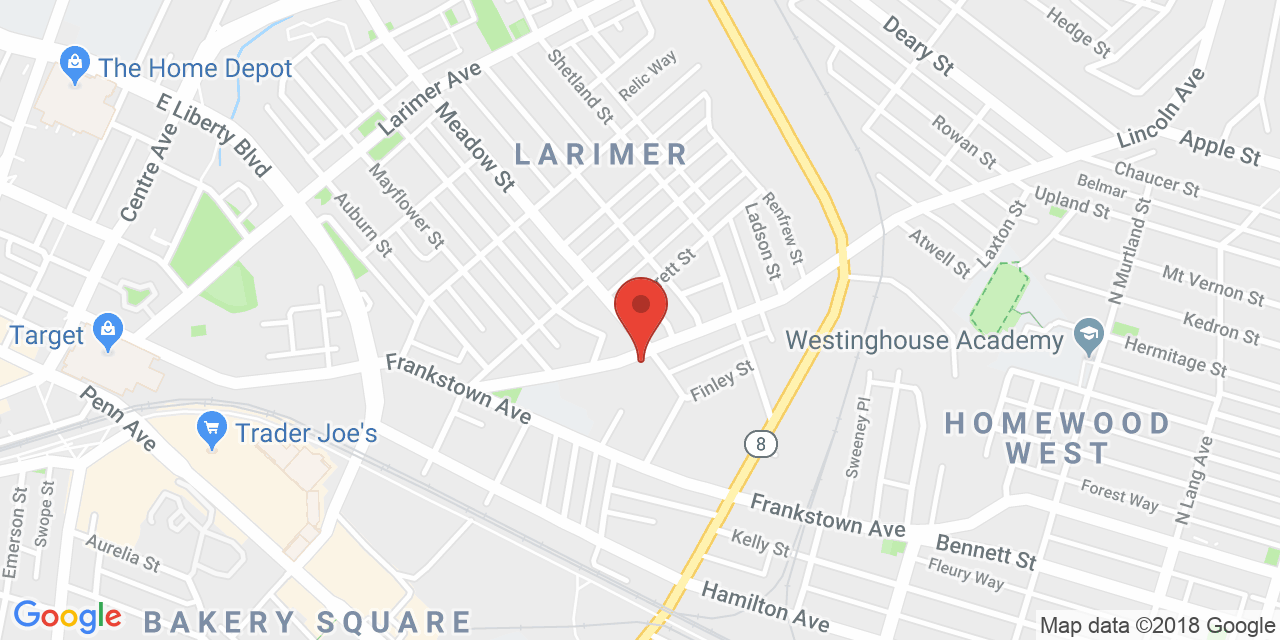 Hedge St
Deary St
The Home Depot
Larimer Ave
Shetland St
Relic Way
E Liberty Blvd
Meadow St
Lincoln Ave
Rowan St
Apple St
LARIMER
Centre Ave
Mayflower St
Auburn St
Chaucer St
Belmar
Upland St
Renfrew St
Ladson St
Laxton St
Atwell St
N Murtland St
Mt Vernon St
rett St
Target
Westinghouse Academy
Kedron St
Hermitage St
Frankstown Ave
Finley St
Penn Ave
Trader Joe's
8
Sweeney Pl
HOMEWOOD
WEST
N Lang Ave
Forest Way
Emerson St
Swope St
Frankstown Ave
Aurelia St
Kelly St
Bennett St
Fleury Way
Hamilton Ave
Google
BAKERY SQUARE
Map data ©2018 Google